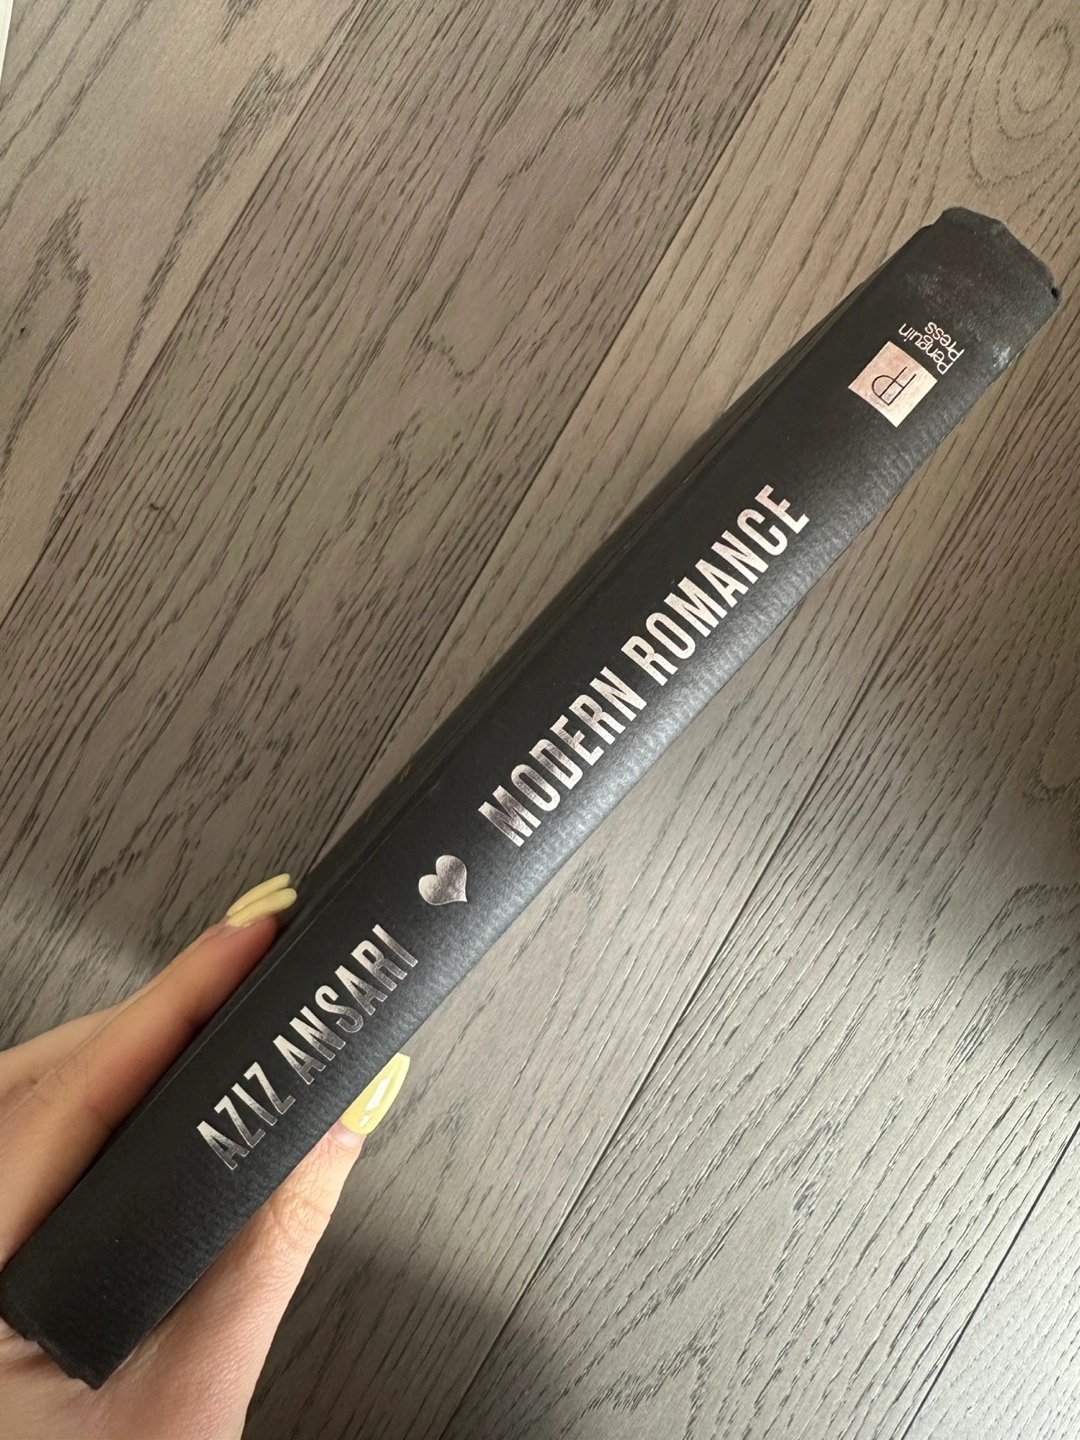 AZIZ ANSARI
MODERN ROMANCE
Penguin
Press